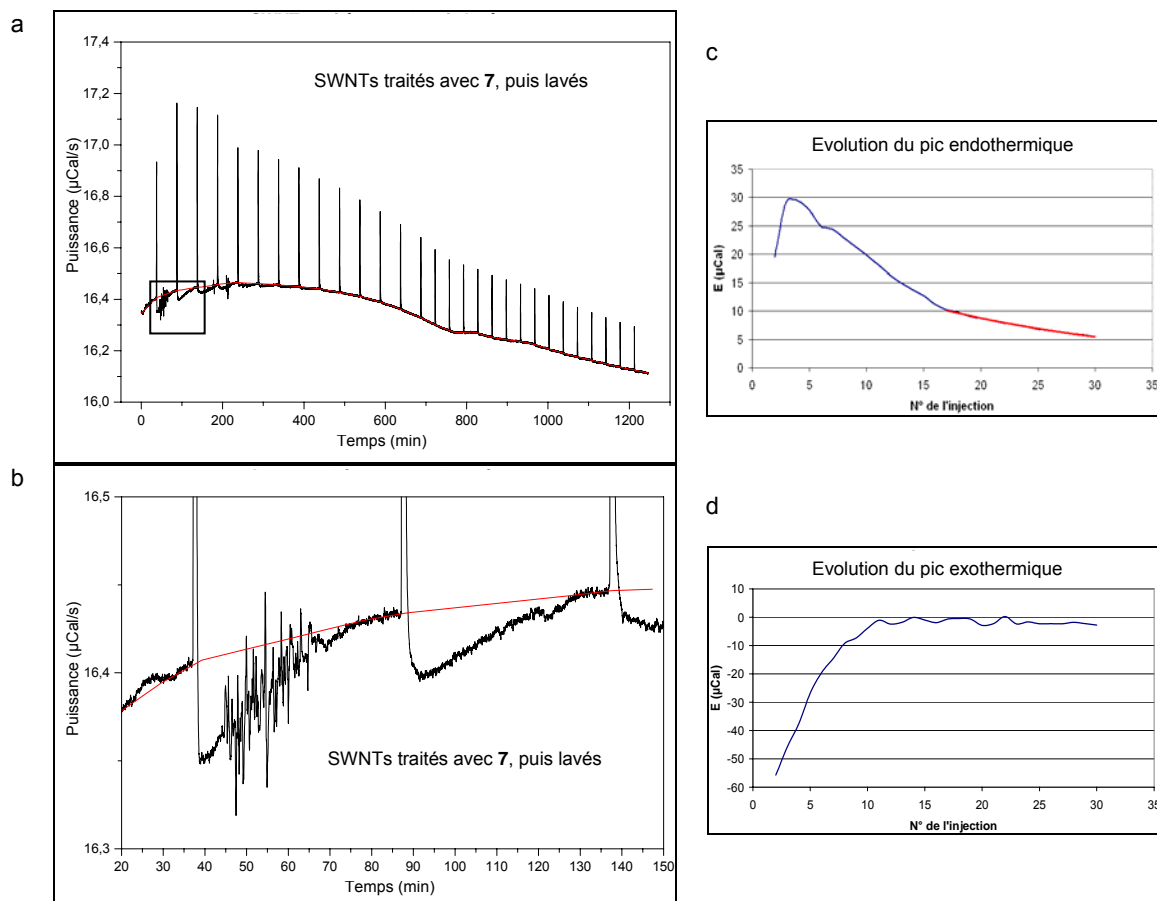 a
17,4
17,2
17,0
16,8
16,6
16,4
16,2
16,0
Puissance (µCal/s)
SWNTs traités avec 7, puis lavés
0 200 400 600 800 1000 1200
Temps (min)
b
16,5
16,4
16,3
Puissance (µCal/s)
SWNTs traités avec 7, puis lavés
20 30 40 50 60 70 80 90 100 110 120 130 140 150
Temps (min)
c
Evolution du pic endothermique
35
30
25
20
15
10
5
0
E (µCal)
0 5 10 15 20 25 30 35
N° de l'injection
d
Evolution du pic exothermique
10
0
-10
-20
-30
-40
-50
-60
E (µCal)
0 5 10 15 20 25 30 35
N° de l'injection